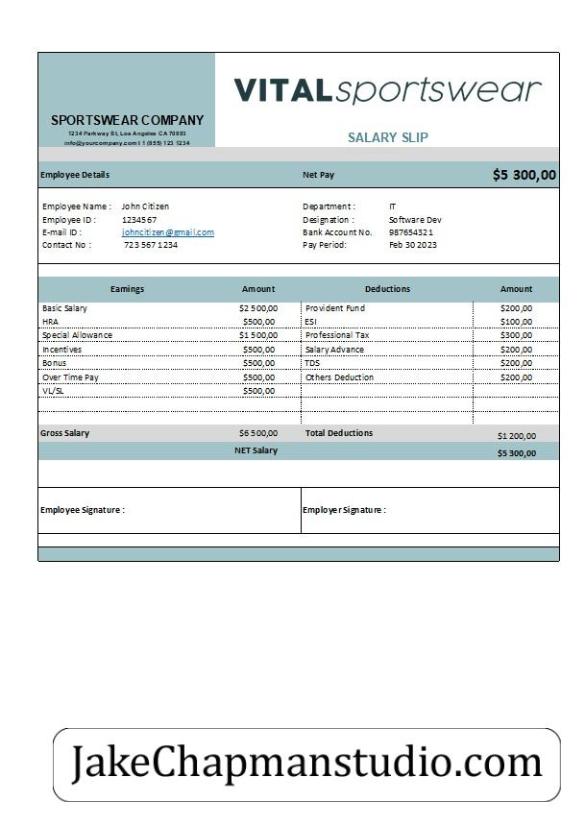 VITALsportswear
SPORTSWEAR COMPANY
1234 Parkway St, Los Angeles CA 70883
info@yourcompany.com I 1 (855) 123 1234
SALARY SLIP
Employee Details Net Pay $5 300,00
Employee Name : John Citizen Department : IT
Employee ID : 1234567 Designation : Software Dev
E-mail ID : johncitizen@gmail.com Bank Account No. 987654321
Contact No : 723 567 1234 Pay Period: Feb 30 2023
Earnings Amount Deductions Amount
Basic Salary $2 500,00 Provident Fund $200,00
HRA $500,00 ESI $100,00
Special Allowance $1 500,00 Professional Tax $300,00
Incentives $500,00 Salary Advance $200,00
Bonus $500,00 TDS $200,00
Over Time Pay $500,00 Others Deduction $200,00
VL/SL $500,00
Gross Salary $6 500,00 Total Deductions $1 200,00
NET Salary $5 300,00
Employee Signature : Employer Signature :
JakeChapmanstudio.com